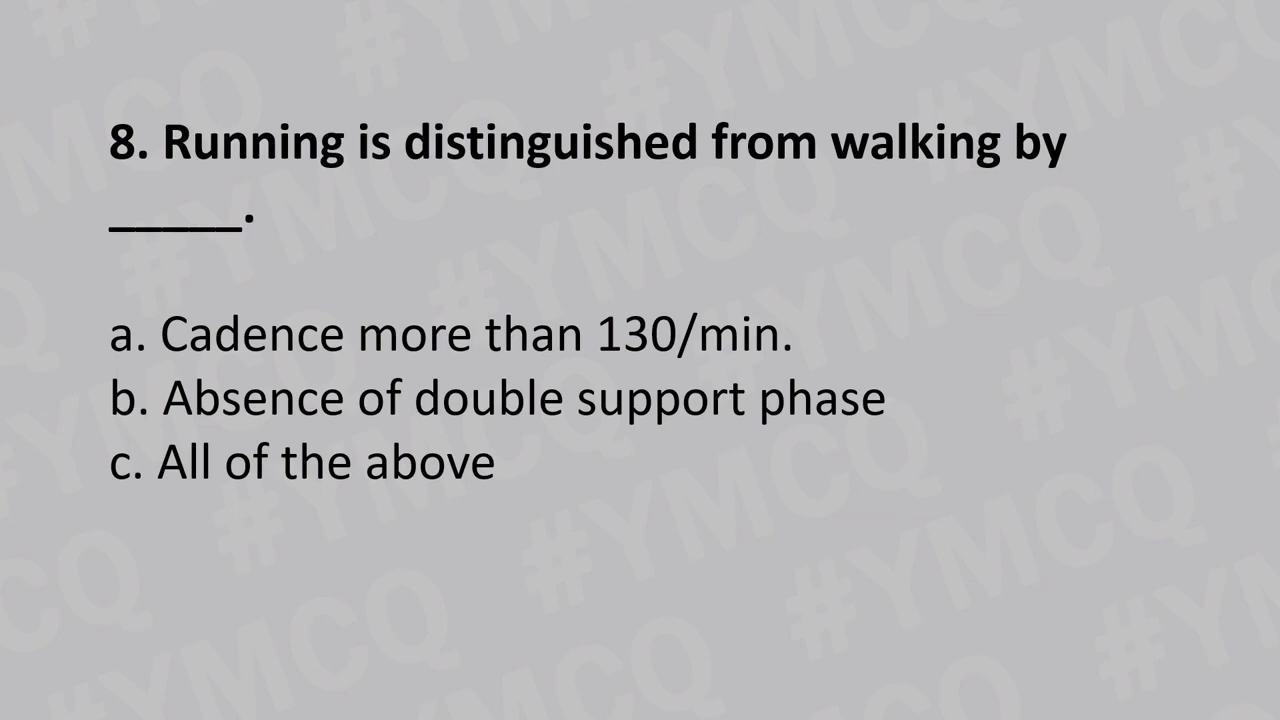 8. Running is distinguished from walking by
_____.
a. Cadence more than 130/min.
b. Absence of double support phase
c. All of the above
#YMCQ